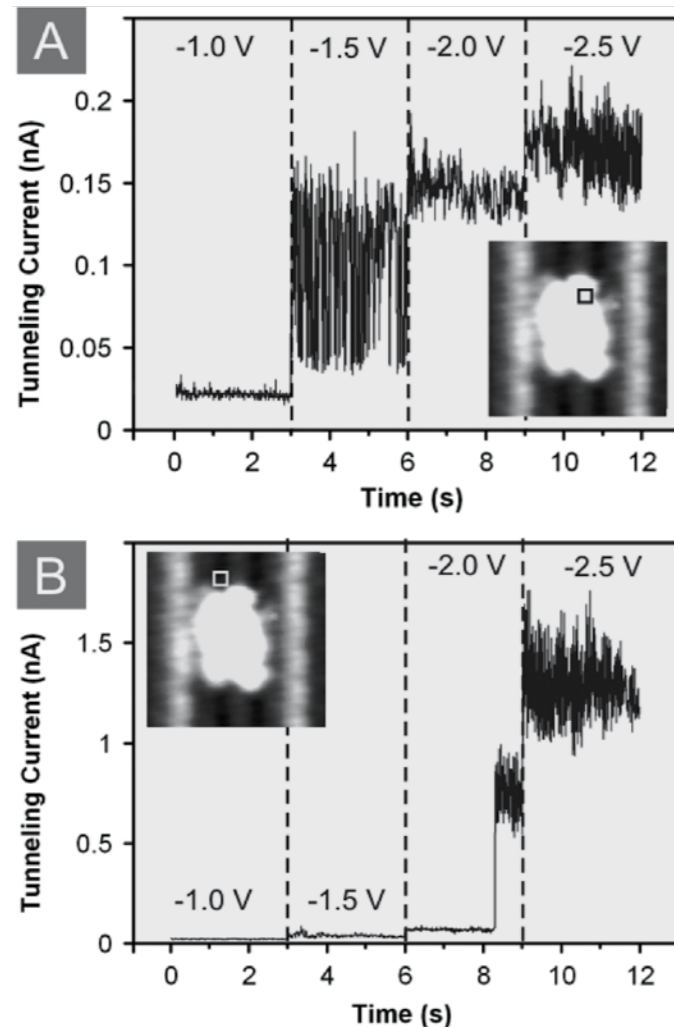 A
-1.0 V -1.5 V -2.0 V -2.5 V
0.2
0.15
0.1
0.05
0
Tunneling Current (nA)
0 2 4 6 8 10 12
Time (s)
B
-2.0 V -2.5 V
1.5
1
0.5
0
-1.0 V -1.5 V
Tunneling Current (nA)
0 2 4 6 8 10 12
Time (s)